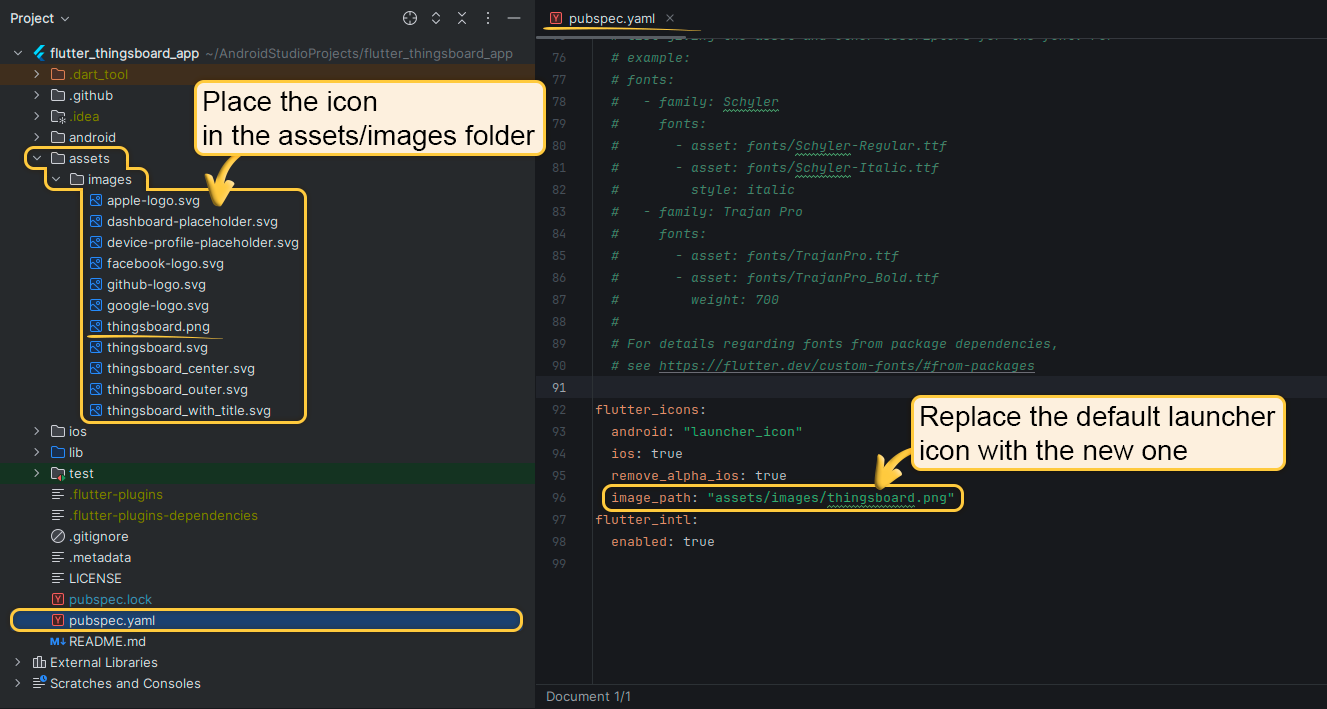 Project
flutter_thingsboard_app ~/AndroidStudioProjects/flutter_thingsboard_app
.dart_tool
.github
.idea
android
assets
images
apple-logo.svg
dashboard-placeholder.svg
device-profile-placeholder.svg
facebook-logo.svg
github-logo.svg
google-logo.svg
thingsboard.png
thingsboard.svg
thingsboard_center.svg
thingsboard_outer.svg
thingsboard_with_title.svg
ios
lib
test
.flutter-plugins
.flutter-plugins-dependencies
.gitignore
.metadata
LICENSE
pubspec.lock
pubspec.yaml
README.md
External Libraries
Scratches and Consoles
Place the icon
in the assets/images folder
pubspec.yaml
76 # example:
77 # fonts:
78 #   - family: Schyler
79 #     fonts:
80 #       - asset: fonts/Schyler-Regular.ttf
81 #       - asset: fonts/Schyler-Italic.ttf
82 #         style: italic
83 #   - family: Trajan Pro
84 #     fonts:
85 #       - asset: fonts/TrajanPro.ttf
86 #       - asset: fonts/TrajanPro_Bold.ttf
87 #         weight: 700
88 #
89 # For details regarding fonts from package dependencies,
90 # see https://flutter.dev/custom-fonts/#from-packages
91
92 flutter_icons:
93   android: "launcher_icon"
94   ios: true
95   remove_alpha_ios: true
96   image_path: "assets/images/thingsboard.png"
97 flutter_intl:
98   enabled: true
99
Replace the default launcher
icon with the new one
Document 1/1